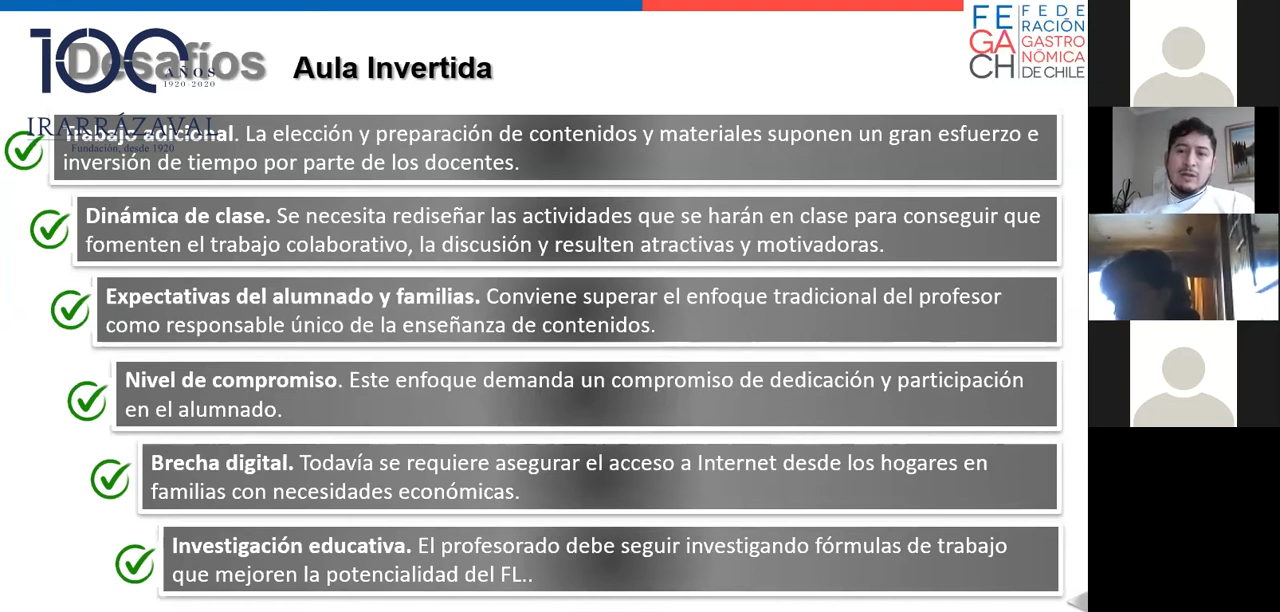 100
AÑOS
1920-2020
Desafíos
Aula Invertida
FE
GA
CH
FEDE
RACIÓN
GASTRO
NÓMICA
DE CHILE
IRARRÁZAVAL
Fundación, desde 1920
Trabajo adicional. La elección y preparación de contenidos y materiales suponen un gran esfuerzo e
inversión de tiempo por parte de los docentes.
Dinámica de clase. Se necesita rediseñar las actividades que se harán en clase para conseguir que
fomenten el trabajo colaborativo, la discusión y resulten atractivas y motivadoras.
Expectativas del alumnado y familias. Conviene superar el enfoque tradicional del profesor
como responsable único de la enseñanza de contenidos.
Nivel de compromiso. Este enfoque demanda un compromiso de dedicación y participación
en el alumnado.
Brecha digital. Todavía se requiere asegurar el acceso a Internet desde los hogares en
familias con necesidades económicas.
Investigación educativa. El profesorado debe seguir investigando fórmulas de trabajo
que mejoren la potencialidad del FL..